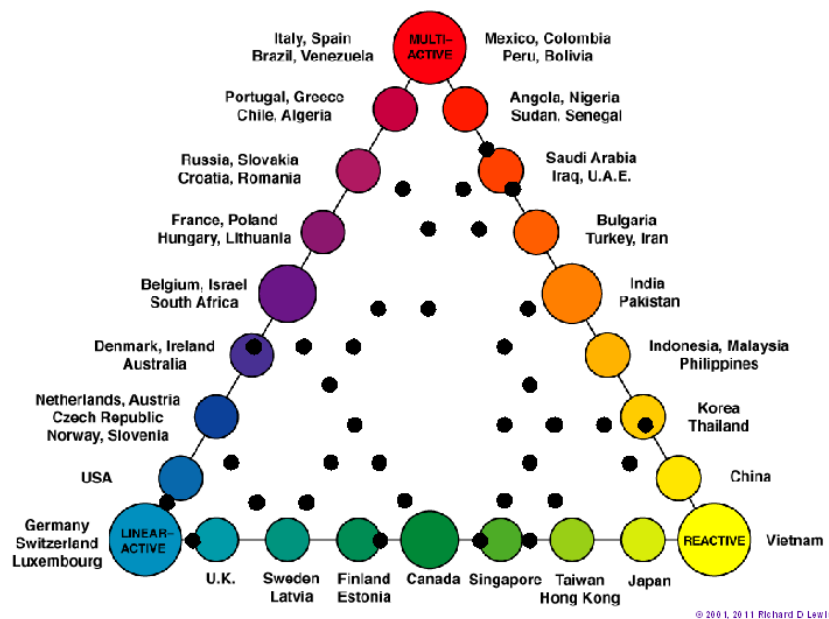 Italy, Spain
Brazil, Venezuela
MULTI-
ACTIVE
Mexico, Colombia
Peru, Bolivia
Portugal, Greece
Chile, Algeria
Angola, Nigeria
Sudan, Senegal
Russia, Slovakia
Croatia, Romania
Saudi Arabia
Iraq, U.A.E.
France, Poland
Hungary, Lithuania
Bulgaria
Turkey, Iran
Belgium, Israel
South Africa
India
Pakistan
Denmark, Ireland
Australia
Indonesia, Malaysia
Philippines
Netherlands, Austria
Czech Republic
Norway, Slovenia
Korea
Thailand
USA
China
Germany
Switzerland
Luxembourg
LINEAR-
ACTIVE
REACTIVE
Vietnam
U.K.
Sweden
Latvia
Finland
Estonia
Canada
Singapore
Taiwan
Hong Kong
Japan
© 2001, 2011 Richard D Lewi